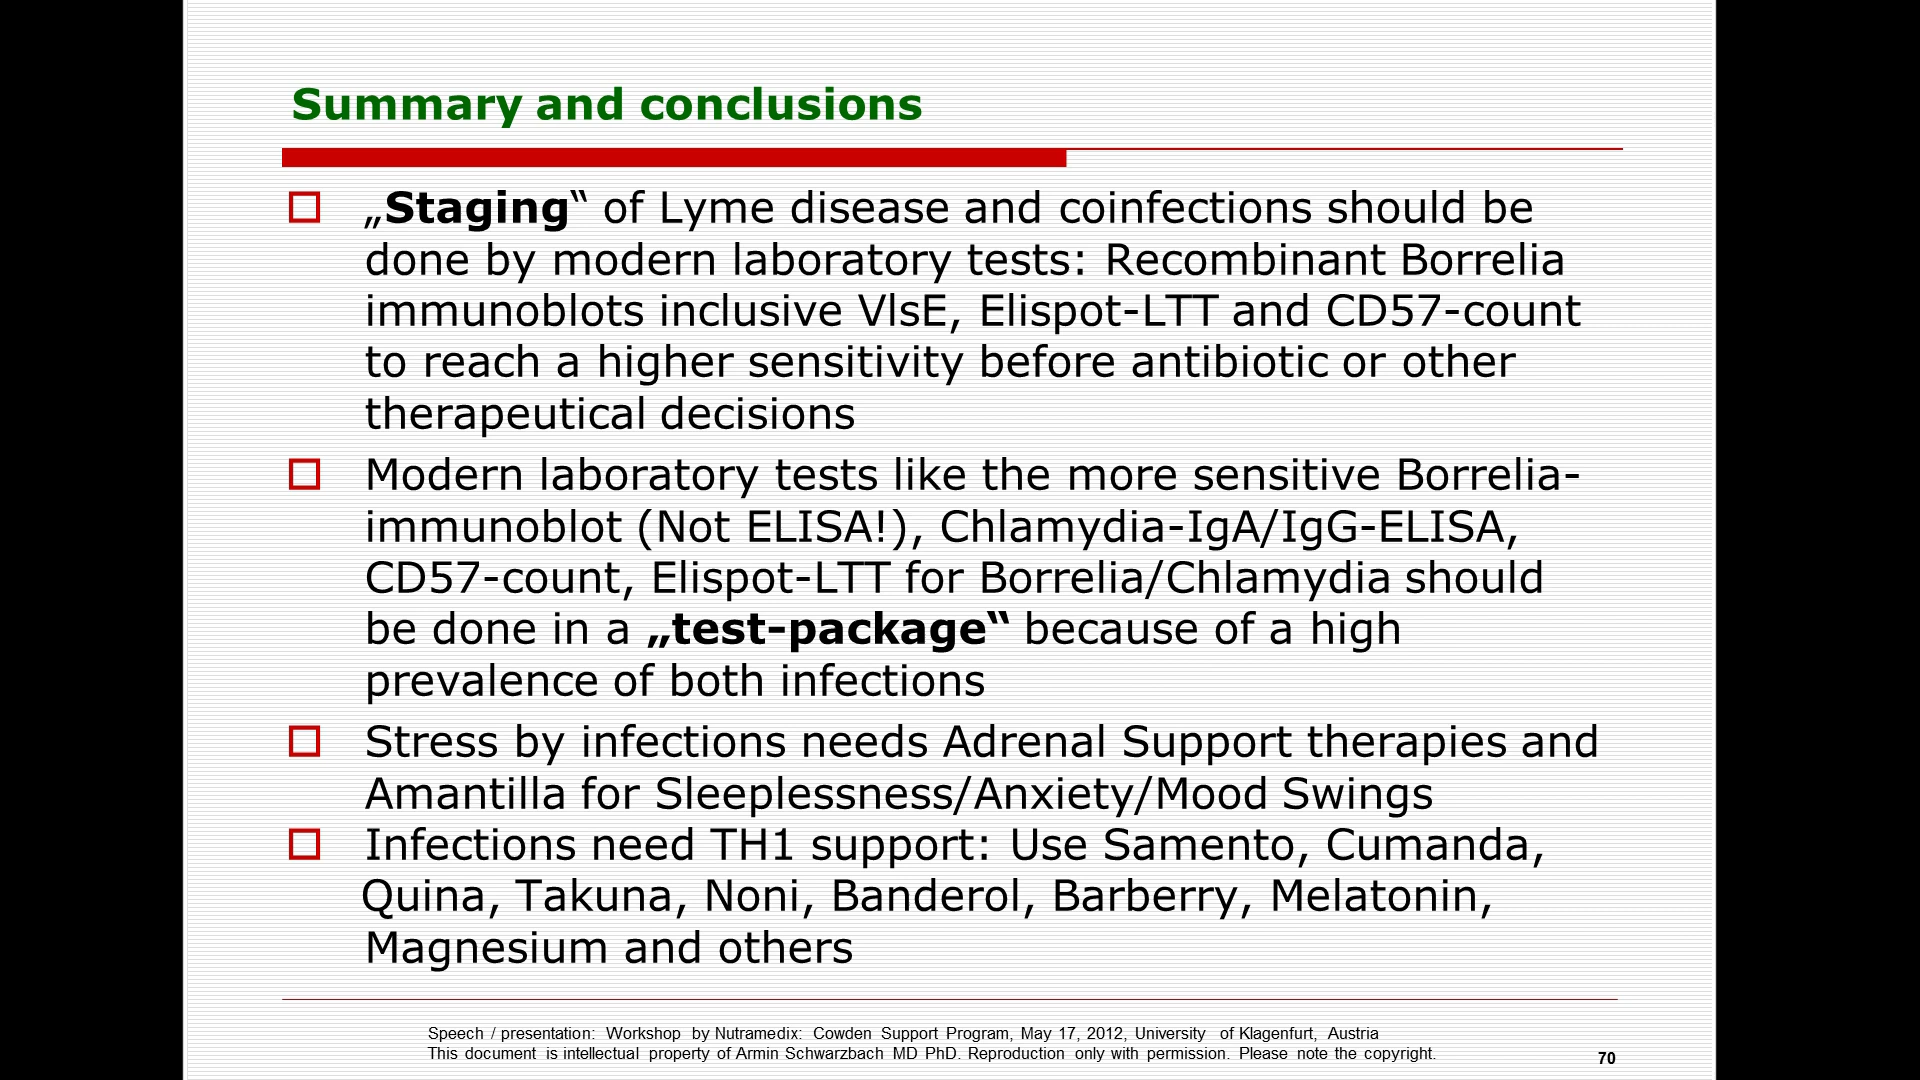 Summary and conclusions
„Staging“ of Lyme disease and coinfections should be
done by modern laboratory tests: Recombinant Borrelia
immunoblots inclusive VlsE, Elispot-LTT and CD57-count
to reach a higher sensitivity before antibiotic or other
therapeutical decisions
Modern laboratory tests like the more sensitive Borrelia-
immunoblot (Not ELISA!), Chlamydia-IgA/IgG-ELISA,
CD57-count, Elispot-LTT for Borrelia/Chlamydia should
be done in a „test-package“ because of a high
prevalence of both infections
Stress by infections needs Adrenal Support therapies and
Amantilla for Sleeplessness/Anxiety/Mood Swings
Infections need TH1 support: Use Samento, Cumanda,
Quina, Takuna, Noni, Banderol, Barberry, Melatonin,
Magnesium and others
Speech / presentation: Workshop by Nutramedix: Cowden Support Program, May 17, 2012, University of Klagenfurt, Austria
This document is intellectual property of Armin Schwarzbach MD PhD. Reproduction only with permission. Please note the copyright.
70